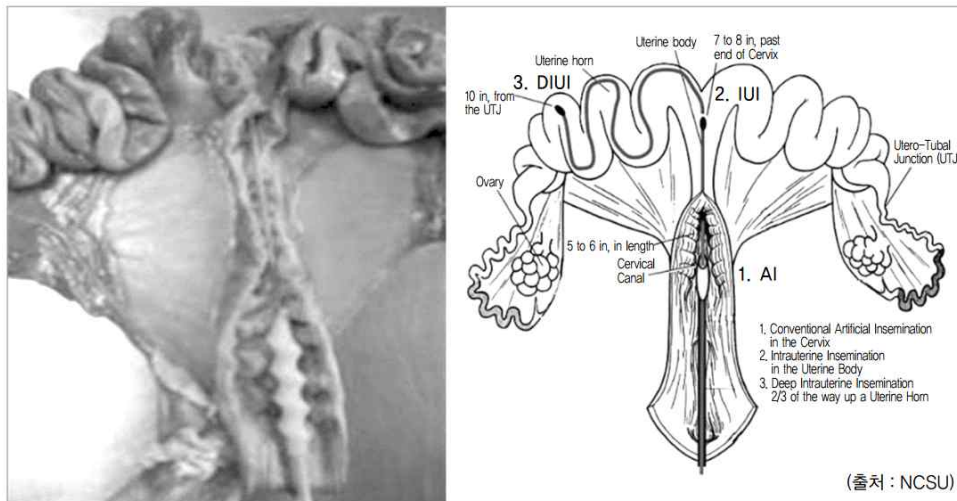 Uterine body
7 to 8 in, past
end of Cervix
Uterine horn
3. DIUI
2. IUI
10 in, from
the UTJ
Utero-Tubal
Junction (UTJ
Ovary
5 to 6 in, in length
Cervical
Canal
1. AI
1. Conventional Artificial Insemination
in the Cervix
2. Intrauterine Insemination
in the Uterine Body
3. Deep Intrauterine Insemination
2/3 of the way up a Uterine Horn
(출처 : NCSU)